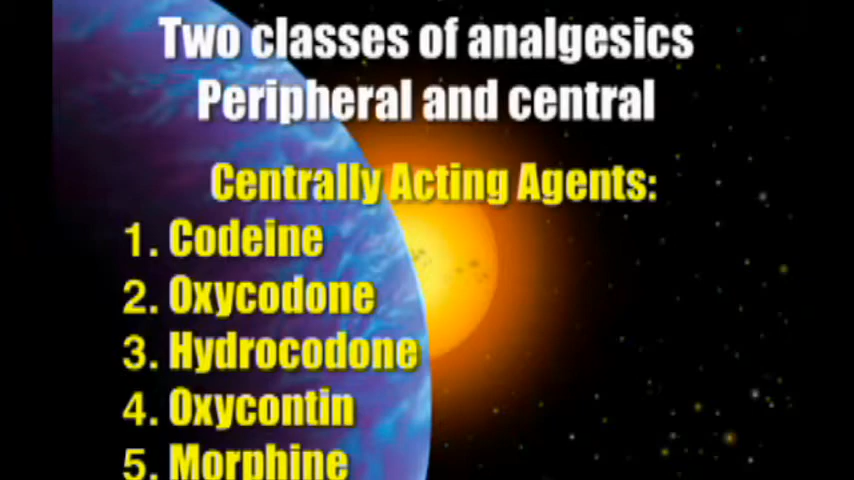 Two classes of analgesics
Peripheral and central
Centrally Acting Agents:
1. Codeine
2. Oxycodone
3. Hydrocodone
4. Oxycontin
5. Morphine